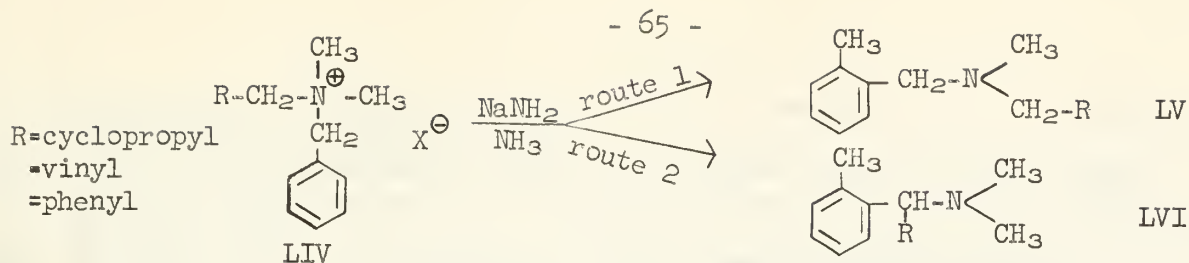 - 65 -
R=cyclopropyl
=vinyl
=phenyl
CH₃
R-CH₂-N-CH₃
⊕
CH₂
X⊖
LIV
NaNH₂
NH₃
route 1
route 2
CH₃
CH₂-N
CH₃
CH₂-R
LV
CH₃
CH-N
R
CH₃
CH₃
LVI